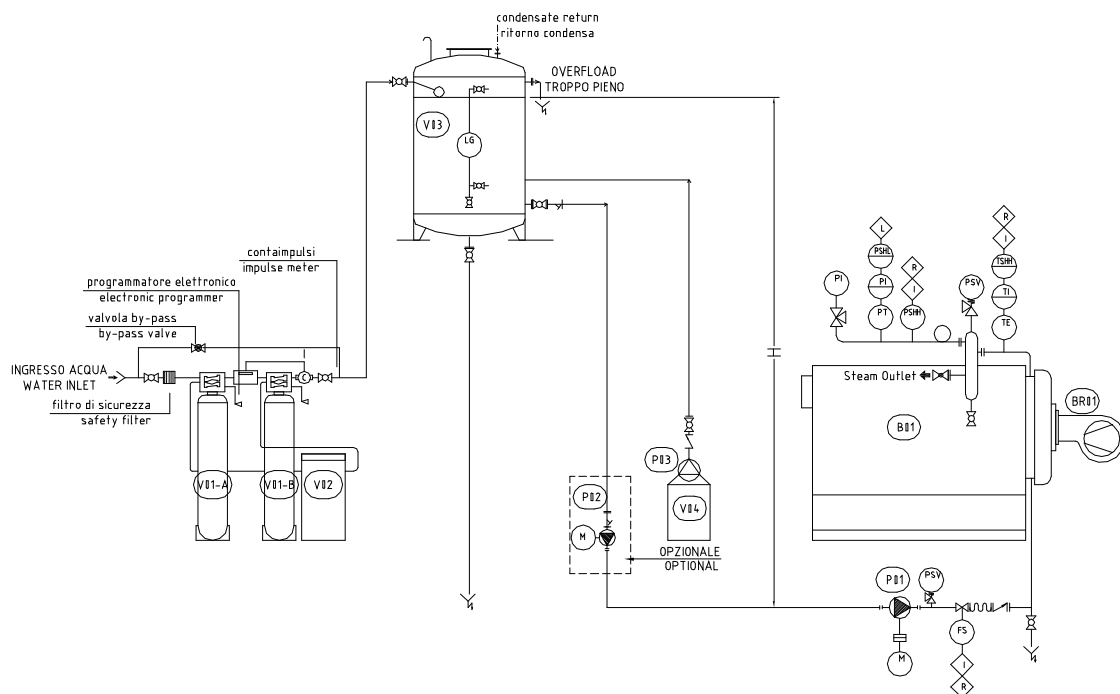 condensate return
ritorno condensa
OVERFLOAD
TROPPO PIENO
V03
LG
contaimpulsi
impulse meter
programmatore elettronico
electronic programmer
valvola by-pass
by-pass valve
INGRESSO ACQUA
WATER INLET
filtro di sicurezza
safety filter
C
V01-A
V01-B
V02
H
L
PSHL
PI
PT
R
I
PSHH
PI
PSV
R
I
TSHH
TI
TE
Steam Outlet
B01
BR01
P03
V04
P02
M
OPZIONALE
OPTIONAL
P01
PSV
M
FS
I
R